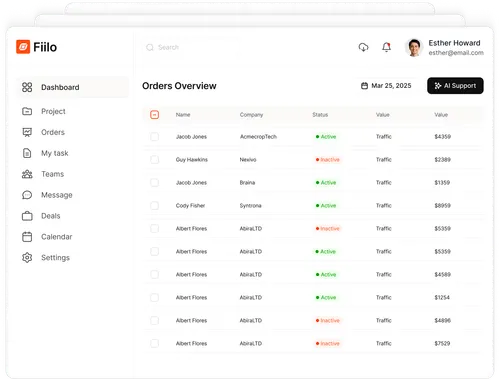 Fiilo
Search
Esther Howard
esther@email.com
Dashboard
Project
Orders
My task
Teams
Message
Deals
Calendar
Settings
Orders Overview
Mar 25, 2025
AI Support
Name Company Status Value Value
Jacob Jones AcmecropTech Active Traffic $4359
Guy Hawkins Nexivo Inactive Traffic $2389
Jacob Jones Braina Active Traffic $1359
Cody Fisher Syntrona Active Traffic $8959
Albert Flores AbiraLTD Inactive Traffic $5359
Albert Flores AbiraLTD Active Traffic $5359
Albert Flores AbiraLTD Active Traffic $4589
Albert Flores AbiraLTD Active Traffic $1254
Albert Flores AbiraLTD Inactive Traffic $4896
Albert Flores AbiraLTD Inactive Traffic $7529